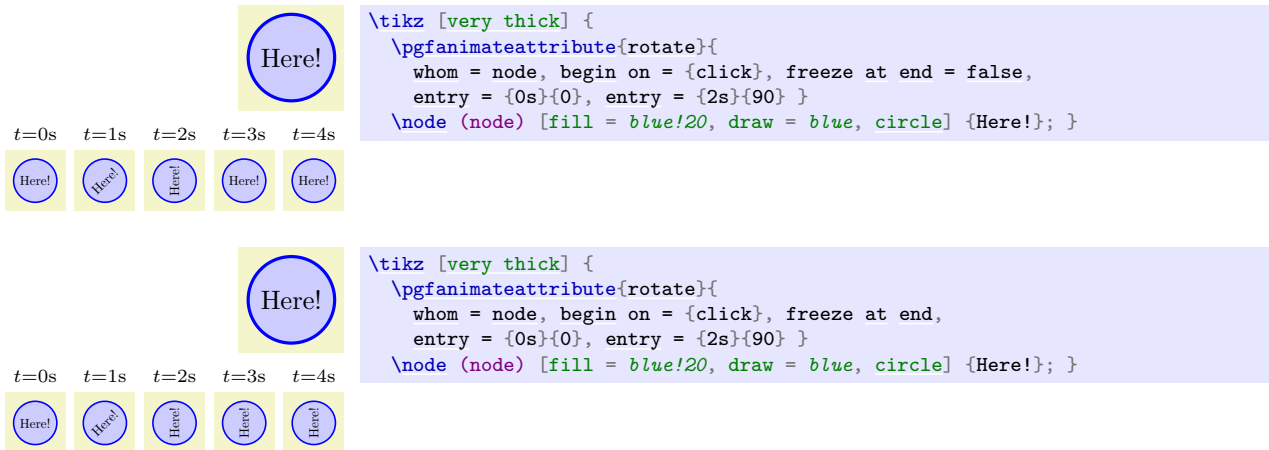 Here!
t=0s t=1s t=2s t=3s t=4s
Here! Here! Here! Here! Here!
\tikz [very thick] {
  \pgfanimateattribute{rotate}{
    whom = node, begin on = {click}, freeze at end = false,
    entry = {0s}{0}, entry = {2s}{90} }
  \node (node) [fill = blue!20, draw = blue, circle] {Here!}; }
Here!
t=0s t=1s t=2s t=3s t=4s
Here! Here! Here! Here! Here!
\tikz [very thick] {
  \pgfanimateattribute{rotate}{
    whom = node, begin on = {click}, freeze at end,
    entry = {0s}{0}, entry = {2s}{90} }
  \node (node) [fill = blue!20, draw = blue, circle] {Here!}; }